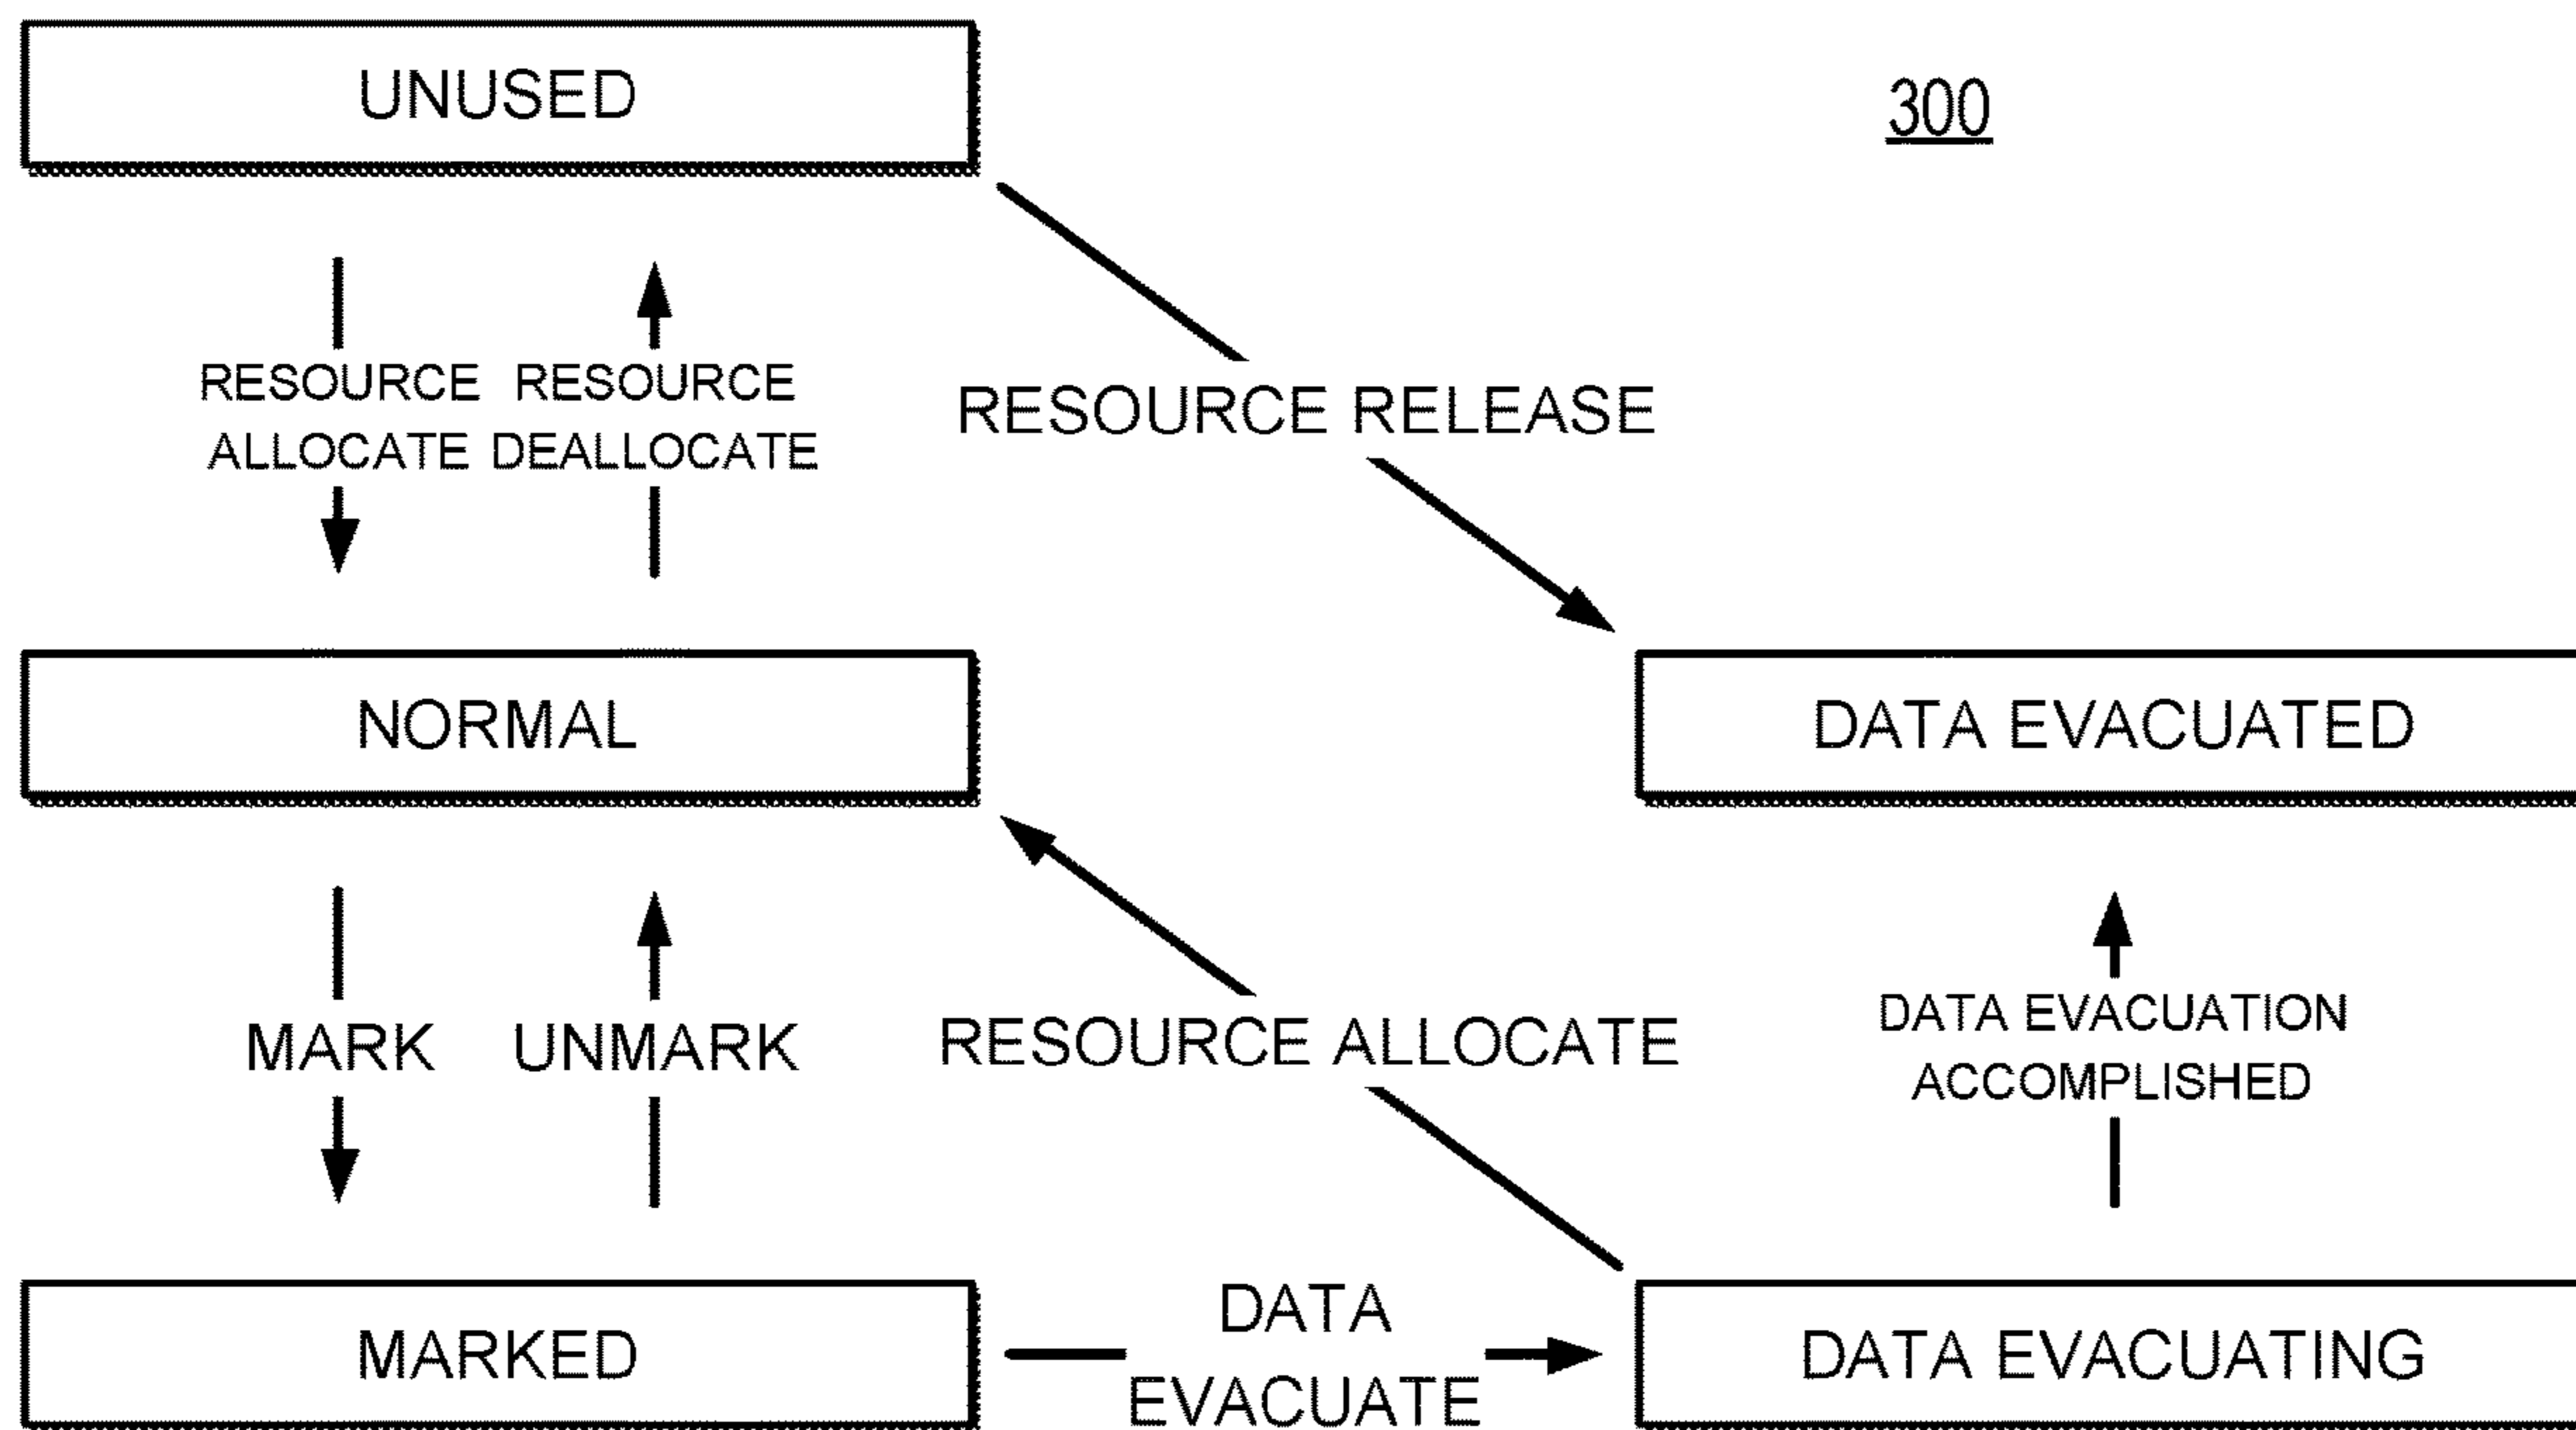 UNUSED
300
RESOURCE
ALLOCATE
RESOURCE
DEALLOCATE
RESOURCE RELEASE
NORMAL
DATA EVACUATED
MARK
UNMARK
RESOURCE ALLOCATE
DATA EVACUATION
ACCOMPLISHED
MARKED
DATA
EVACUATE
DATA EVACUATING